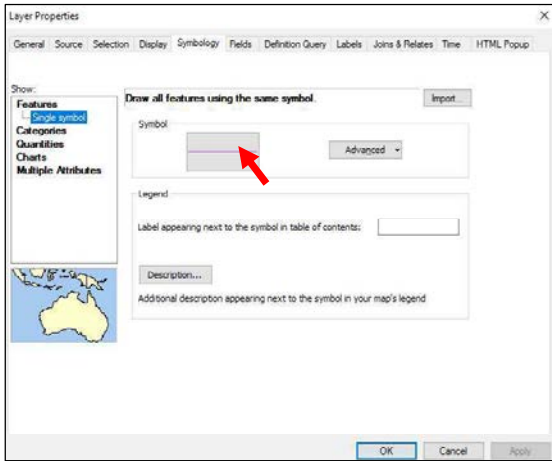 Layer Properties
General Source Selection Display Symbology Fields Definition Query Labels Joins & Relates Time HTML Popup
Show:
Features
Single symbol
Categories
Quantities
Charts
Multiple Attributes
Draw all features using the same symbol.
Import...
Symbol
Advanced
Legend
Label appearing next to the symbol in table of contents:
Description...
Additional description appearing next to the symbol in your map's legend
OK Cancel Apply